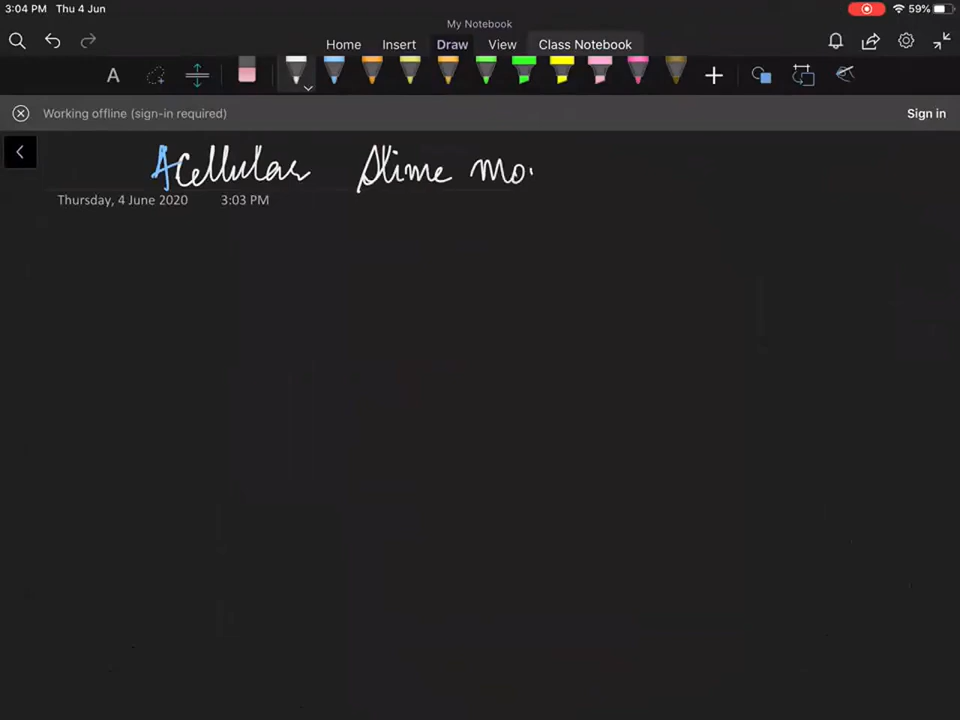 3:04 PM Thu 4 Jun 59%
My Notebook
Home Insert Draw View Class Notebook
A
Working offline (sign-in required) Sign in
Acellular Slime mo
Thursday, 4 June 2020 3:03 PM